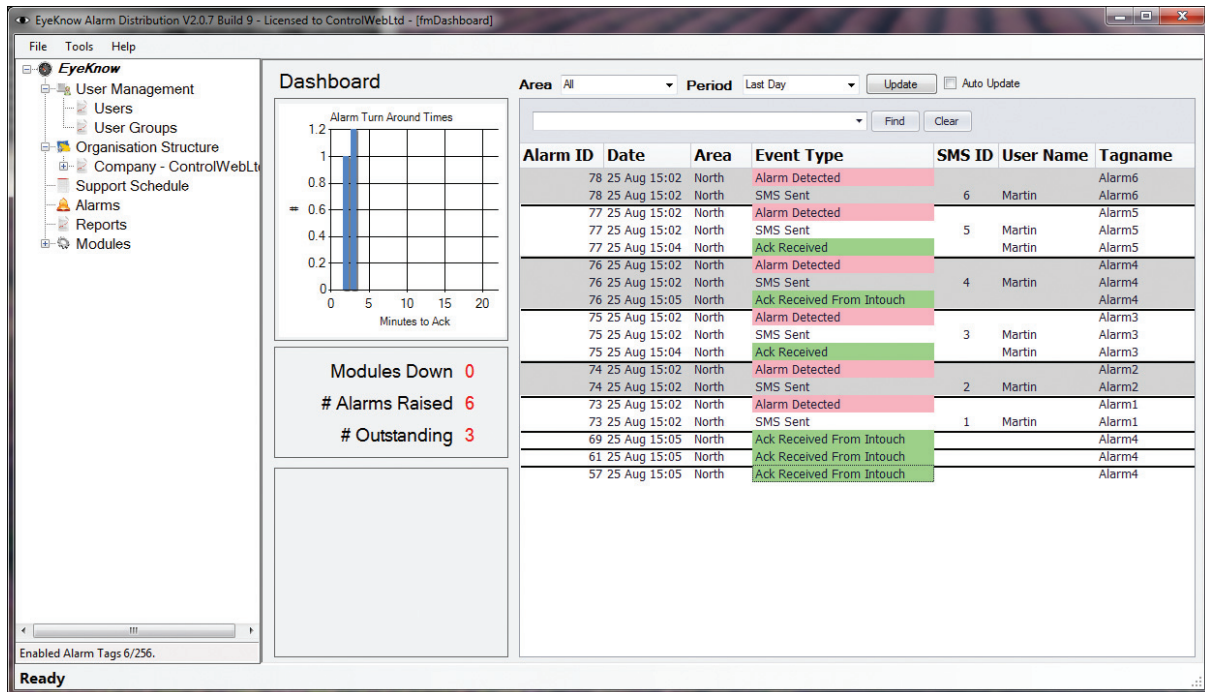 EyeKnow Alarm Distribution V2.0.7 Build 9 - Licensed to ControlWebLtd - [fmDashboard]
File Tools Help
EyeKnow
User Management
Users
User Groups
Organisation Structure
Company - ControlWebLt
Support Schedule
Alarms
Reports
Modules
Enabled Alarm Tags 6/256.
Ready
Dashboard
Alarm Turn Around Times
1.2
1
0.8
# 0.6
0.4
0.2
0
0 5 10 15 20
Minutes to Ack
Modules Down 0
# Alarms Raised 6
# Outstanding 3
Area All Period Last Day Update Auto Update
Find Clear
Alarm ID Date Area Event Type SMS ID User Name Tagname
78 25 Aug 15:02 North Alarm Detected Alarm6
78 25 Aug 15:02 North SMS Sent 6 Martin Alarm6
77 25 Aug 15:02 North Alarm Detected Alarm5
77 25 Aug 15:02 North SMS Sent 5 Martin Alarm5
77 25 Aug 15:04 North Ack Received Martin Alarm5
76 25 Aug 15:02 North Alarm Detected Alarm4
76 25 Aug 15:02 North SMS Sent 4 Martin Alarm4
76 25 Aug 15:05 North Ack Received From Intouch Alarm4
75 25 Aug 15:02 North Alarm Detected Alarm3
75 25 Aug 15:02 North SMS Sent 3 Martin Alarm3
75 25 Aug 15:04 North Ack Received Martin Alarm3
74 25 Aug 15:02 North Alarm Detected Alarm2
74 25 Aug 15:02 North SMS Sent 2 Martin Alarm2
73 25 Aug 15:02 North Alarm Detected Alarm1
73 25 Aug 15:02 North SMS Sent 1 Martin Alarm1
69 25 Aug 15:05 North Ack Received From Intouch Alarm4
61 25 Aug 15:05 North Ack Received From Intouch Alarm4
57 25 Aug 15:05 North Ack Received From Intouch Alarm4